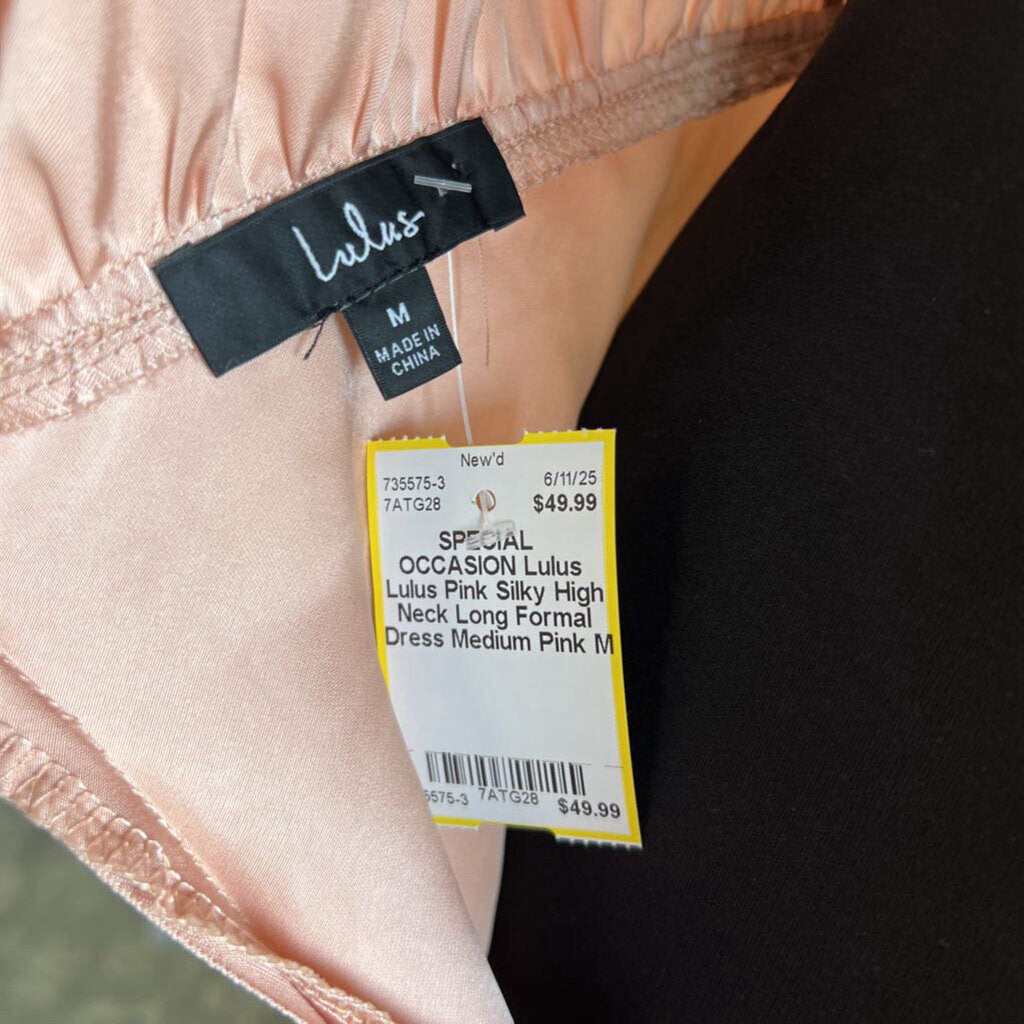 Lulus
M
MADE IN
CHINA
New'd
735575-3 6/11/25
7ATG28 $49.99
SPECIAL
OCCASION Lulus
Lulus Pink Silky High
Neck Long Formal
Dress Medium Pink M
5575-3 7ATG28 $49.99